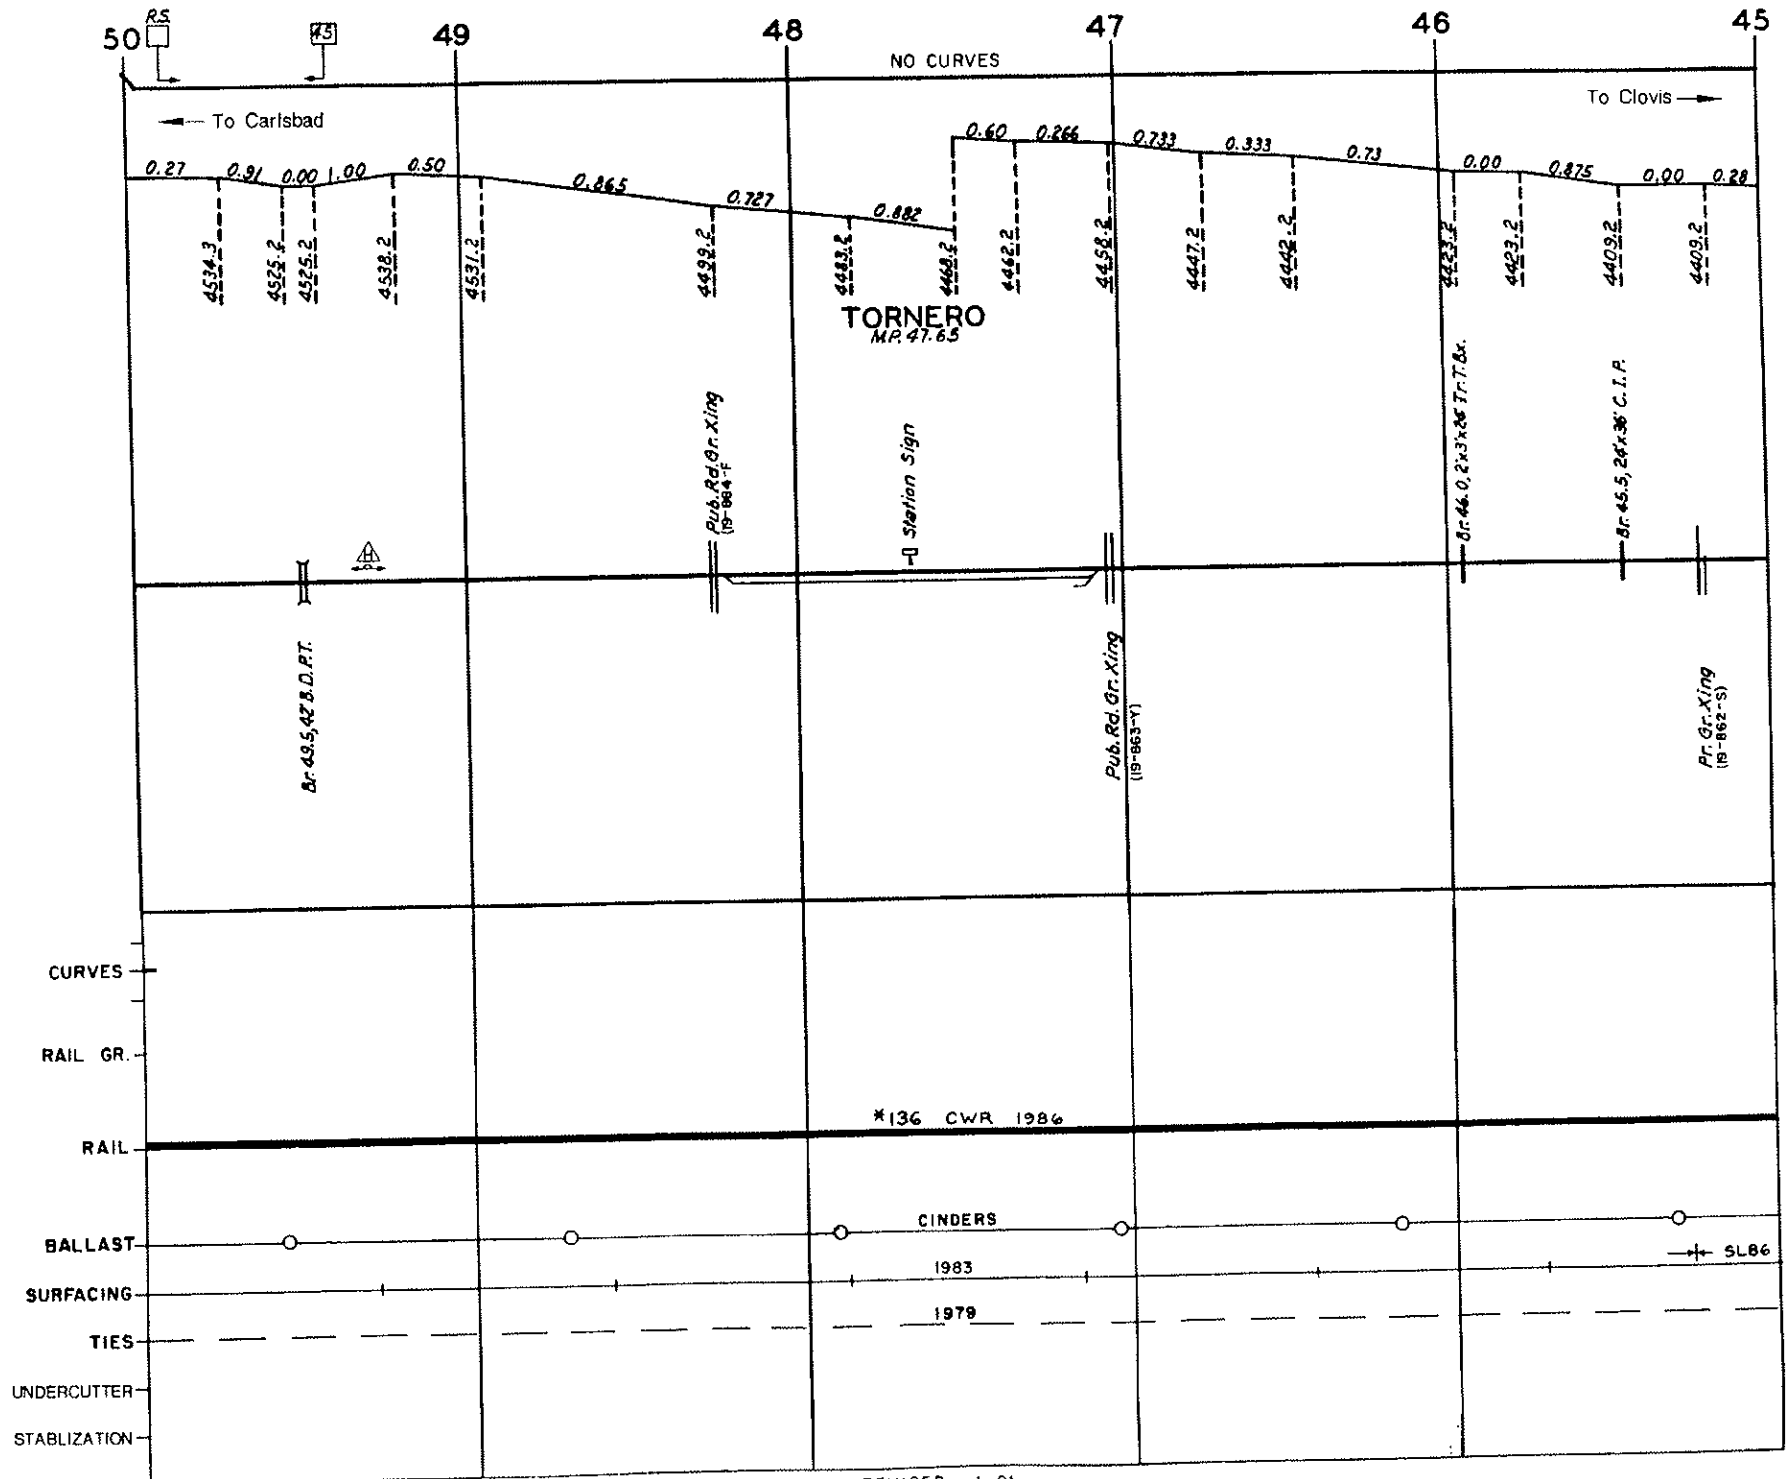 50 R.S. 45 49 48 47 46 45
NO CURVES
To Carlsbad
To Clovis
0.27 0.91 0.00 1.00 0.50 0.865 0.727 0.882 0.60 0.266 0.733 0.333 0.73 0.00 0.875 0.00 0.28
4534.3 4525.2 4525.2 4538.2 4531.2 4499.2 4483.2 4468.2 4462.2 4458.2 4447.2 4442.2 4423.2 4423.2 4409.2 4409.2
TORNERO
M.P. 47.65
Pub. Rd. Gr. Xing
(19-864-F
Station Sign
Br. 46.0, 2'x3'x26' Tr. T. Bx.
Br. 45.5, 24"x36' C.I.P.
H
Br. 49.5, 42' B.D.P.T.
Pub. Rd. Gr. Xing
(19-863-Y)
Pr. Gr. Xing
(19-862-S)
CURVES
RAIL GR.
*136 CWR 1986
RAIL
CINDERS
BALLAST
SL86
1983
SURFACING
1979
TIES
UNDERCUTTER
STABLIZATION